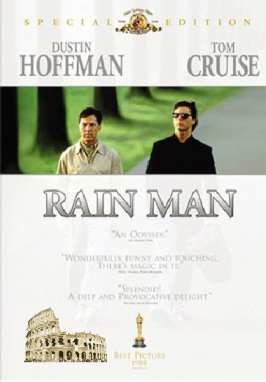 SPECIAL EDITION
DUSTIN TOM
HOFFMAN CRUISE
RAIN MAN
"AN ODYSSEY."
"WONDERFULLY FUNNY AND TOUCHING.
THERE'S MAGIC IN IT."
"SPLENDID!
A DEEP AND PROVOCATIVE DELIGHT."
BEST PICTURE
1988